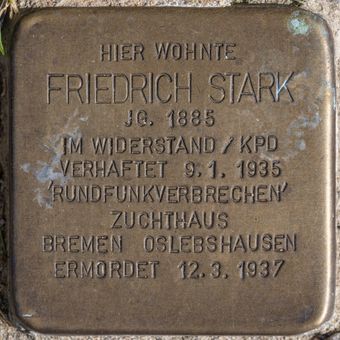 HIER WOHNTE
FRIEDRICH STARK
JG. 1885
IM WIDERSTAND / KPD
VERHAFTET 9.1.1935
'RUNDFUNKVERBRECHEN'
ZUCHTHAUS
BREMEN OSLEBSHAUSEN
ERMORDET 12.3.1937